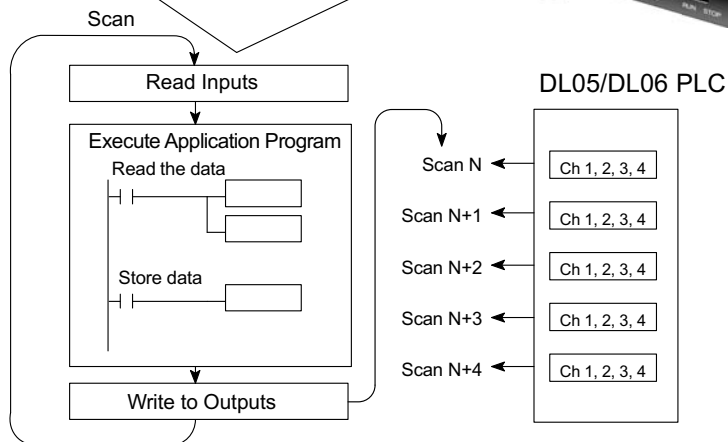 RUN STOP
Scan
Read Inputs
Execute Application Program
Read the data
Store data
Write to Outputs
DL05/DL06 PLC
Scan N
Ch 1, 2, 3, 4
Scan N+1
Ch 1, 2, 3, 4
Scan N+2
Ch 1, 2, 3, 4
Scan N+3
Ch 1, 2, 3, 4
Scan N+4
Ch 1, 2, 3, 4